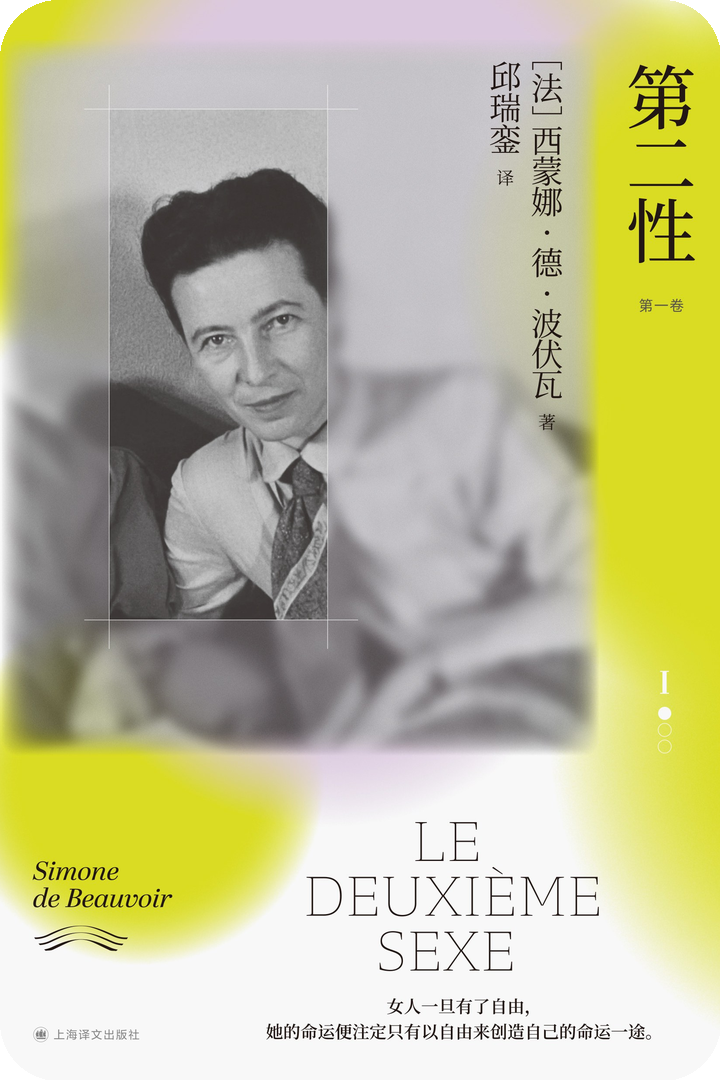 第二性
第一卷
［法］西蒙娜·德·波伏瓦 著
邱瑞銮 译
I
Simone
de Beauvoir
LE
DEUXIÈME
SEXE
女人一旦有了自由，
她的命运便注定只有以自由来创造自己的命运一途。
上海译文出版社